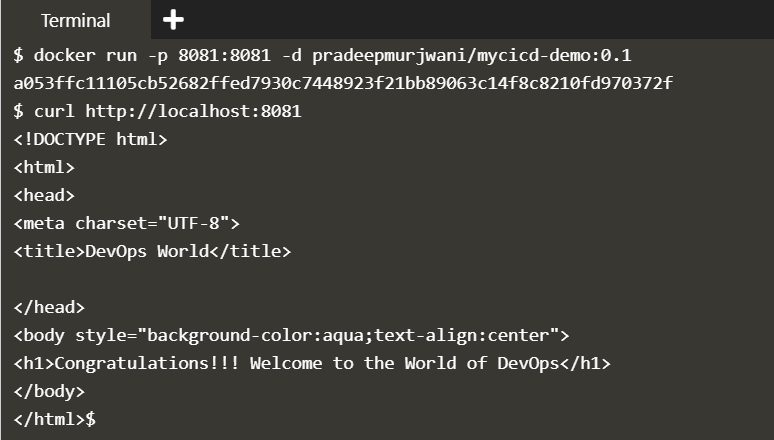 Terminal +
$ docker run -p 8081:8081 -d pradeepmurjwani/mycicd-demo:0.1
a053ffc11105cb52682ffed7930c7448923f21bb89063c14f8c8210fd970372f
$ curl http://localhost:8081
<!DOCTYPE html>
<html>
<head>
<meta charset="UTF-8">
<title>DevOps World</title>
</head>
<body style="background-color:aqua;text-align:center">
<h1>Congratulations!!! Welcome to the World of DevOps</h1>
</body>
</html>$